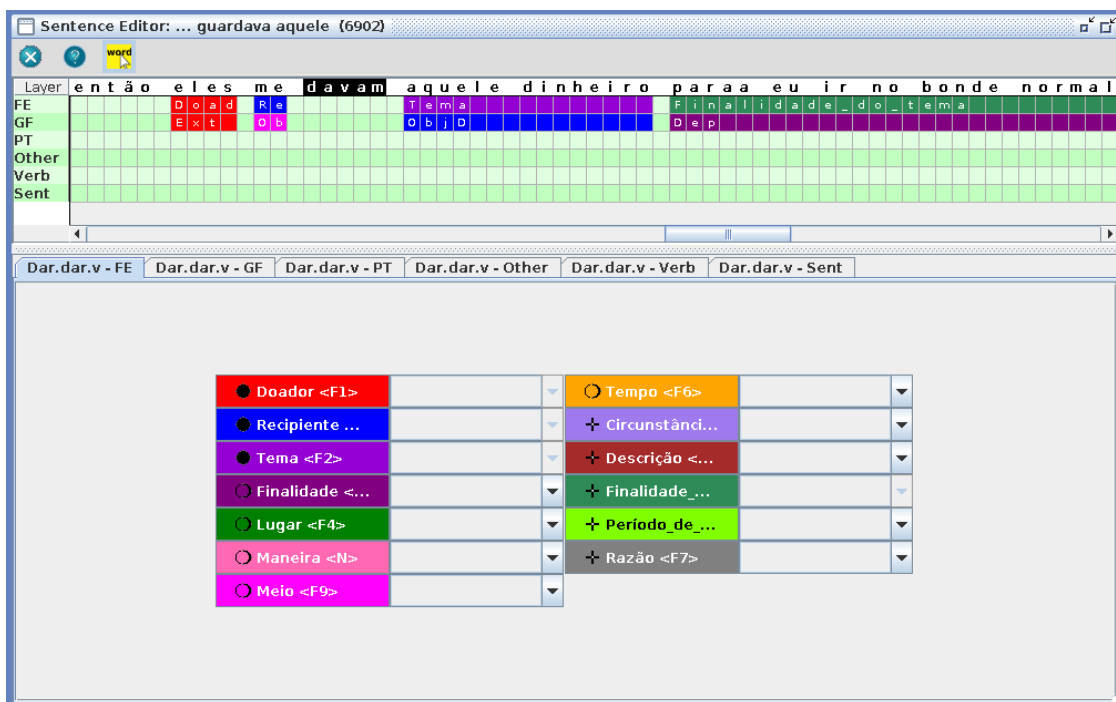 Sentence Editor: ... guardava aquele {6902}
word
Layer então eles me davam aquele dinheiro para eu ir no bonde normal
FE Doad Re Tema Finalidade_do_tema
GF Ext Ob ObjD Dep
PT
Other
Verb
Sent
Dar.dar.v - FE Dar.dar.v - GF Dar.dar.v - PT Dar.dar.v - Other Dar.dar.v - Verb Dar.dar.v - Sent
Doador <F1> Tempo <F6>
Recipiente ... Circunstânci...
Tema <F2> Descrição <...
Finalidade <... Finalidade_...
Lugar <F4> Período_de_...
Maneira <N> Razão <F7>
Meio <F9>